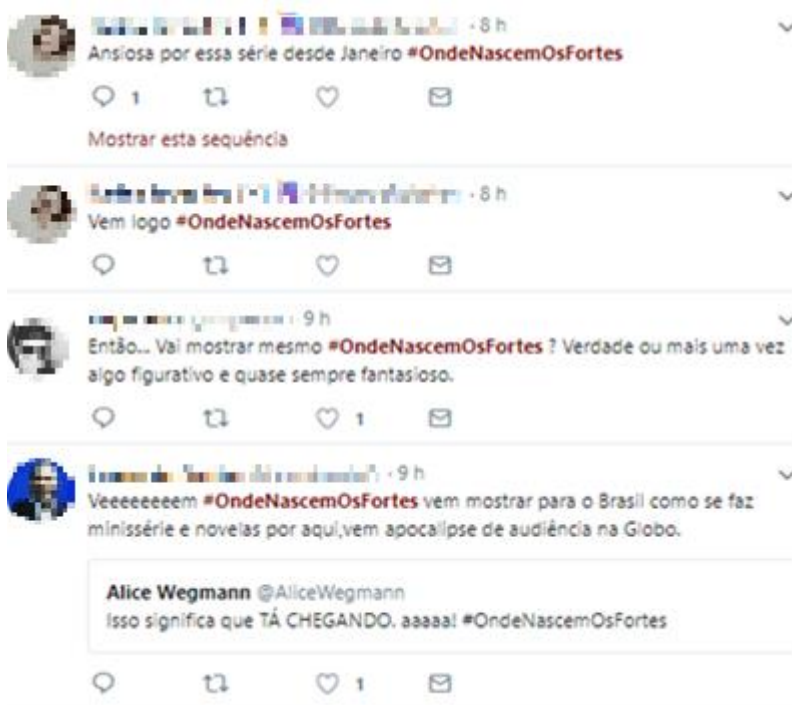 · 8 h
Ansiosa por essa série desde Janeiro #OndeNascemOsFortes
1
Mostrar esta sequência
· 8 h
Vem logo #OndeNascemOsFortes
· 9 h
Então... Vai mostrar mesmo #OndeNascemOsFortes ? Verdade ou mais uma vez
algo figurativo e quase sempre fantasioso.
1
· 9 h
Veeeeeeeem #OndeNascemOsFortes vem mostrar para o Brasil como se faz
minissérie e novelas por aqui,vem apocalipse de audiência na Globo.
Alice Wegmann @AliceWegmann
Isso significa que TÁ CHEGANDO. aaaaa! #OndeNascemOsFortes
1